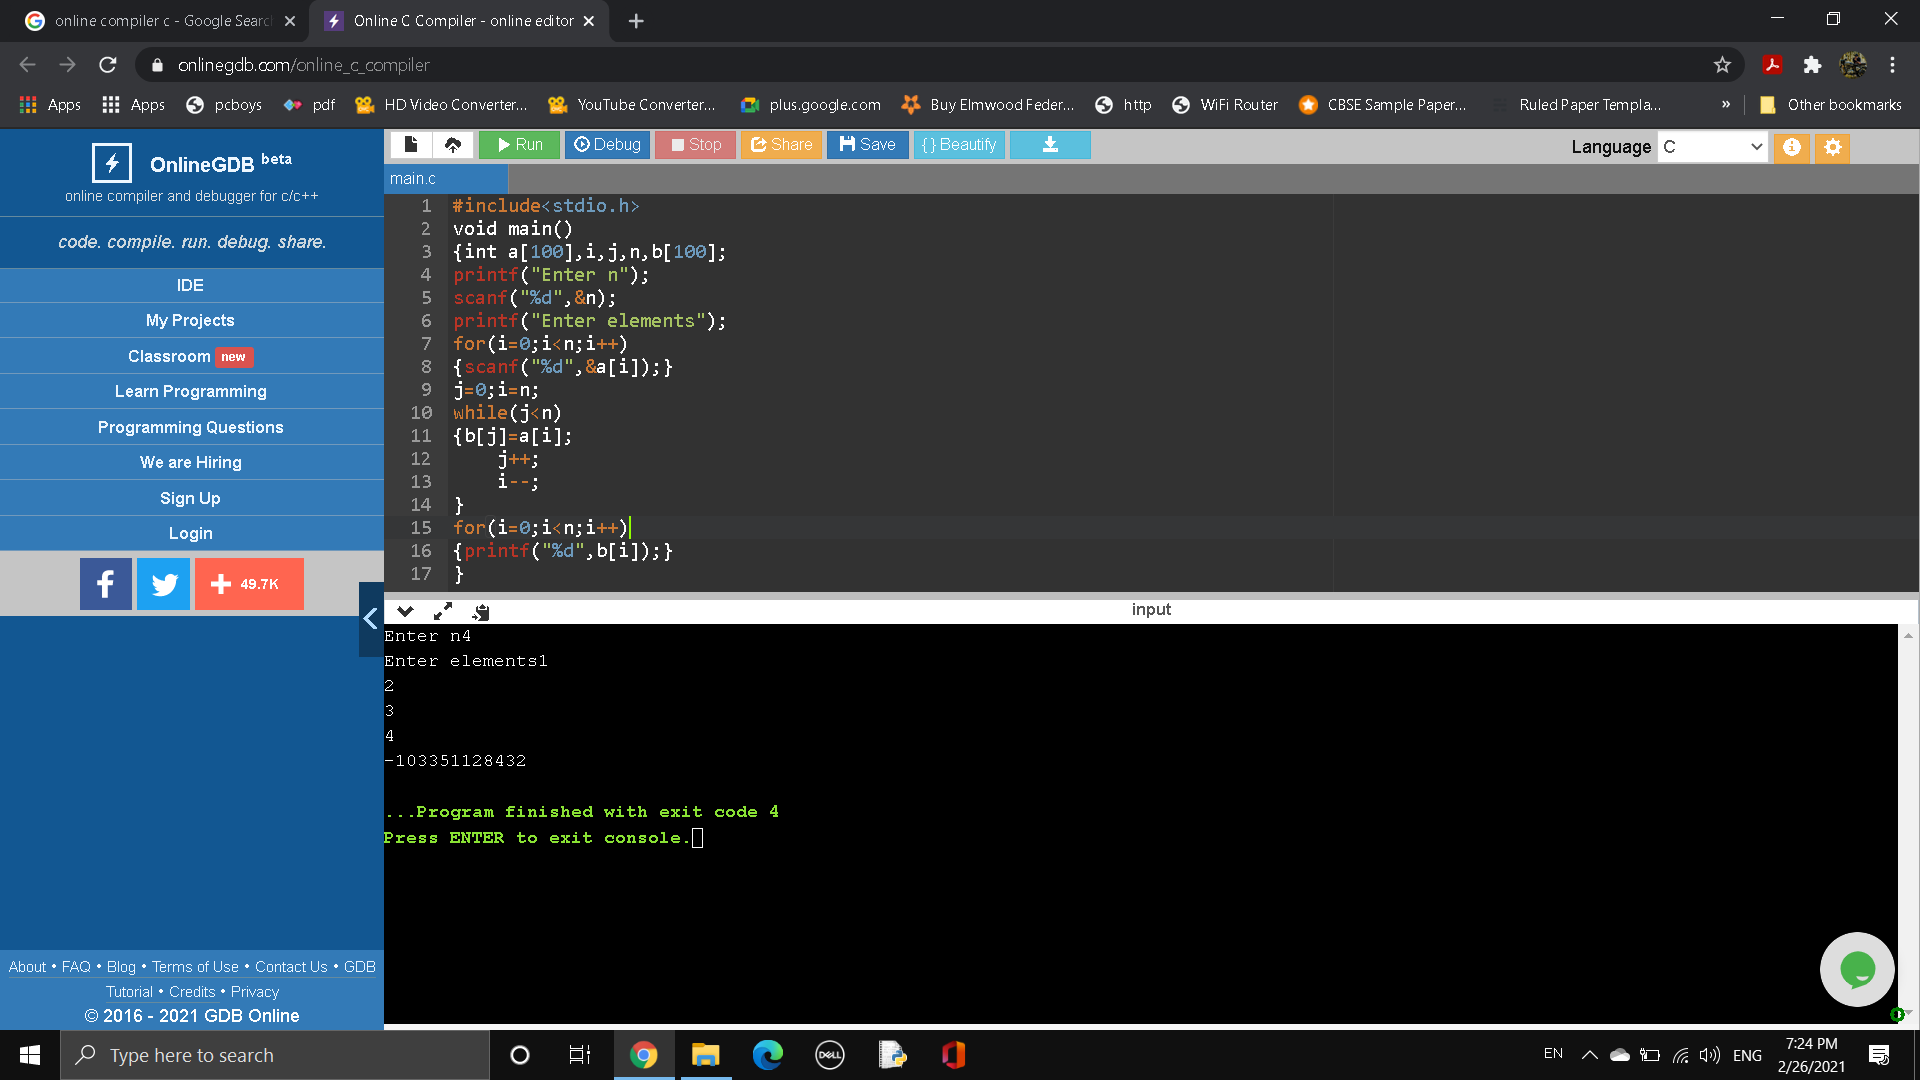 online compiler c - Google Searc
Online C Compiler - online editor
onlinegdb.com/online_c_compiler
Apps
Apps
pcboys
pdf
HD Video Converter...
YouTube Converter...
plus.google.com
Buy Elmwood Feder...
http
WiFi Router
CBSE Sample Paper...
Ruled Paper Templa...
»
Other bookmarks
OnlineGDB beta
online compiler and debugger for c/c++
code. compile. run. debug. share.
IDE
My Projects
Classroom new
Learn Programming
Programming Questions
We are Hiring
Sign Up
Login
49.7K
About • FAQ • Blog • Terms of Use • Contact Us • GDB
Tutorial • Credits • Privacy
© 2016 - 2021 GDB Online
Run
Debug
Stop
Share
Save
{ } Beautify
Language C
main.c
1 #include<stdio.h>
2 void main()
3 {int a[100],i,j,n,b[100];
4 printf("Enter n");
5 scanf("%d",&n);
6 printf("Enter elements");
7 for(i=0;i<n;i++)
8 {scanf("%d",&a[i]);}
9 j=0;i=n;
10 while(j<n)
11 {b[j]=a[i];
12     j++;
13     i--;
14 }
15 for(i=0;i<n;i++)
16 {printf("%d",b[i]);}
17 }
input
Enter n4
Enter elements1
2
3
4
-103351128432
...Program finished with exit code 4
Press ENTER to exit console.
Type here to search
DELL
EN
ENG
7:24 PM
2/26/2021